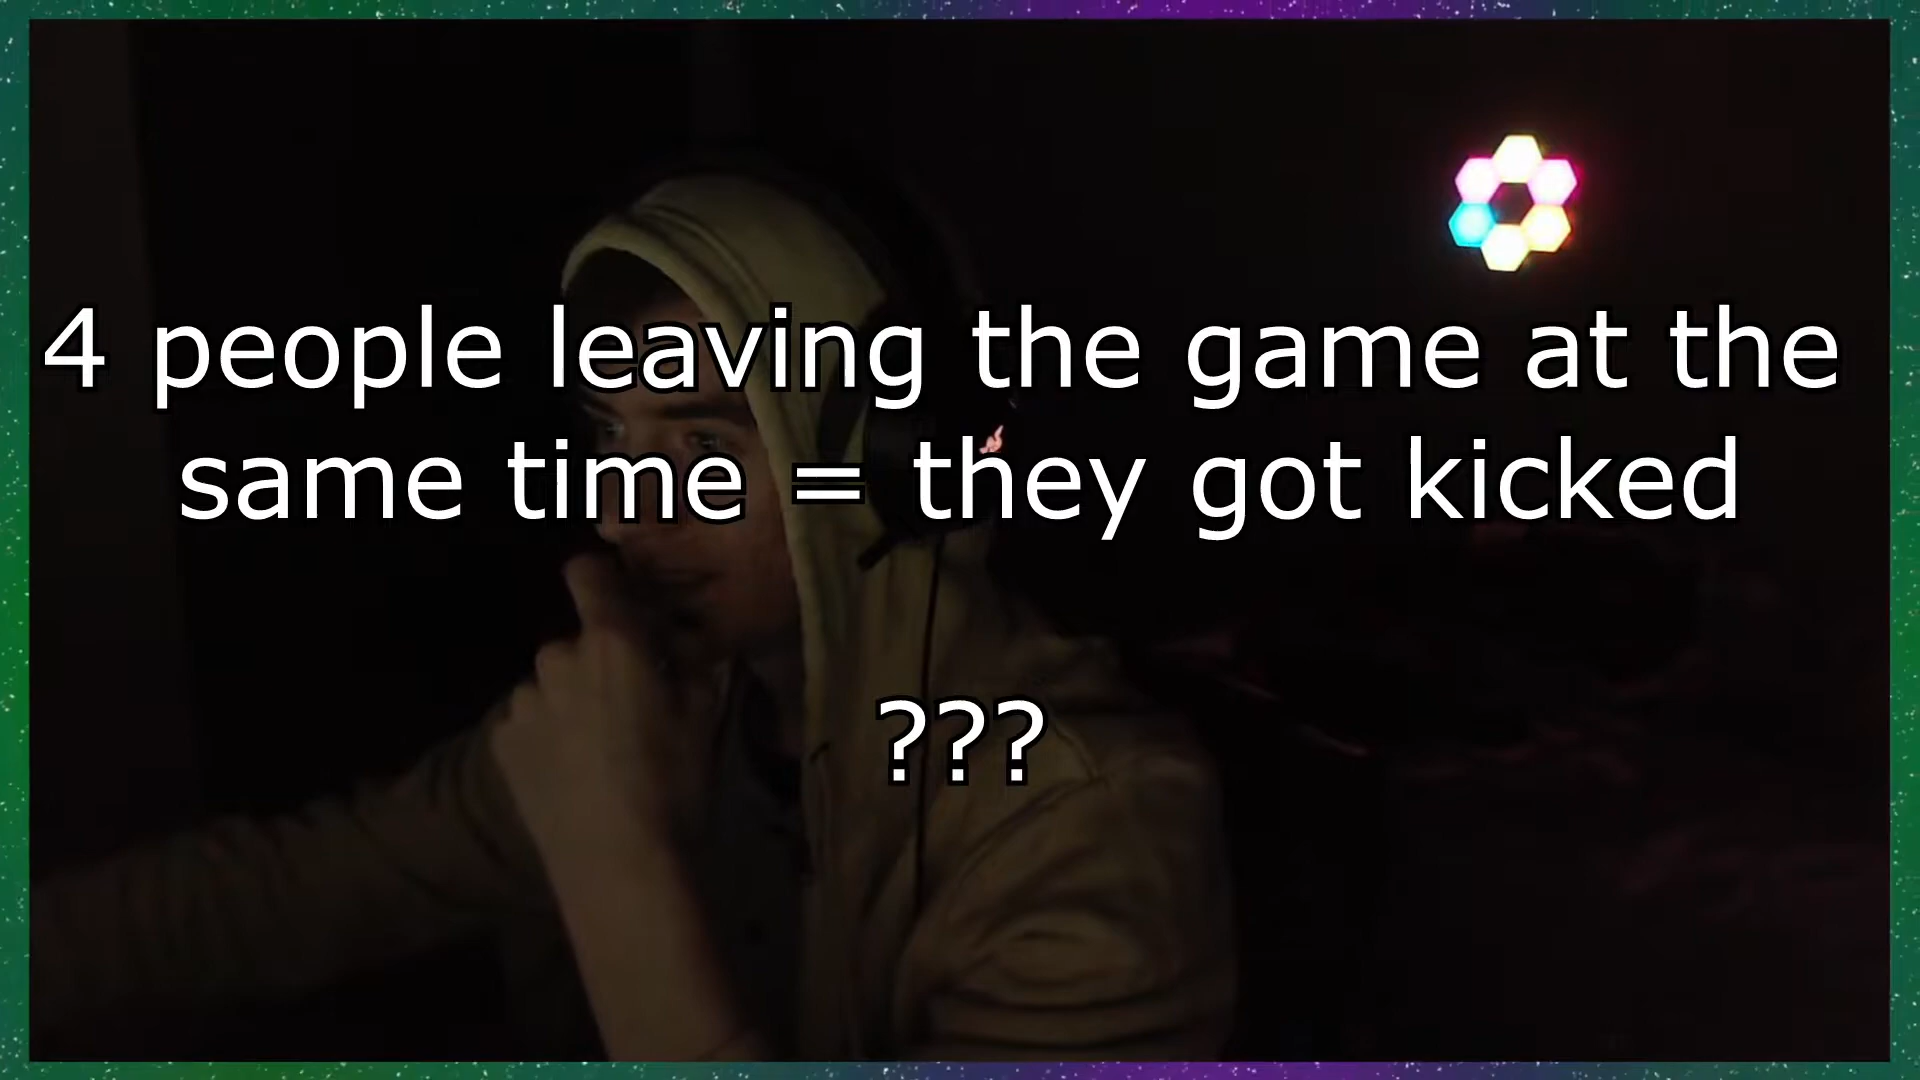 4 people leaving the game at the
same time = they got kicked
???